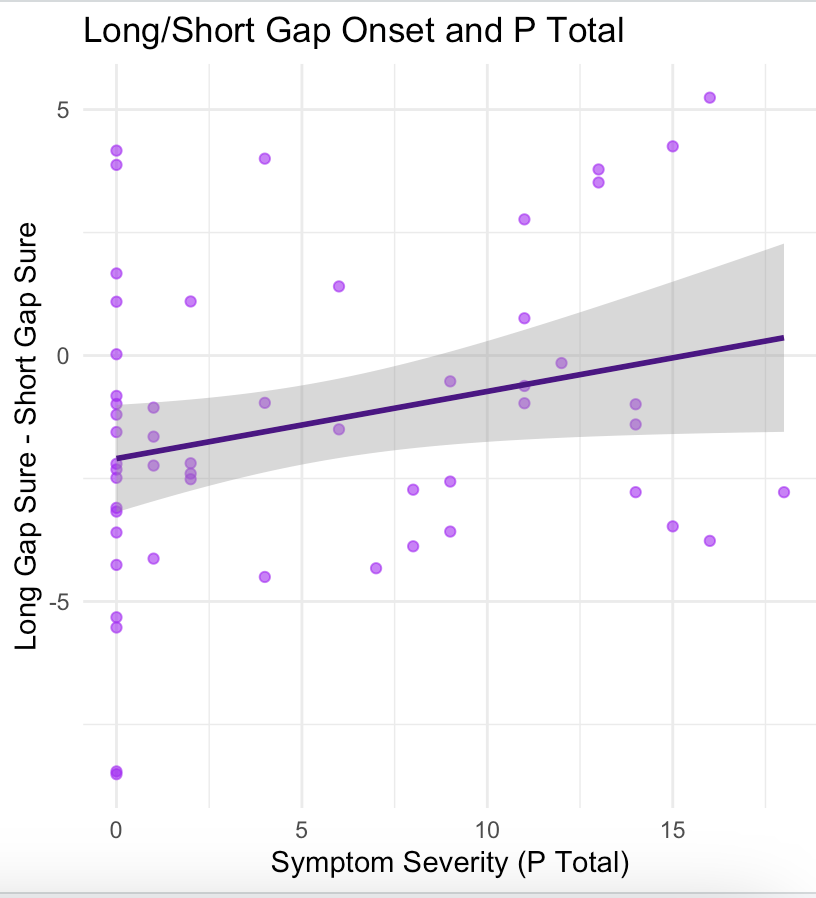 Long/Short Gap Onset and P Total
Long Gap Sure - Short Gap Sure
5
0
-5
0 5 10 15
Symptom Severity (P Total)